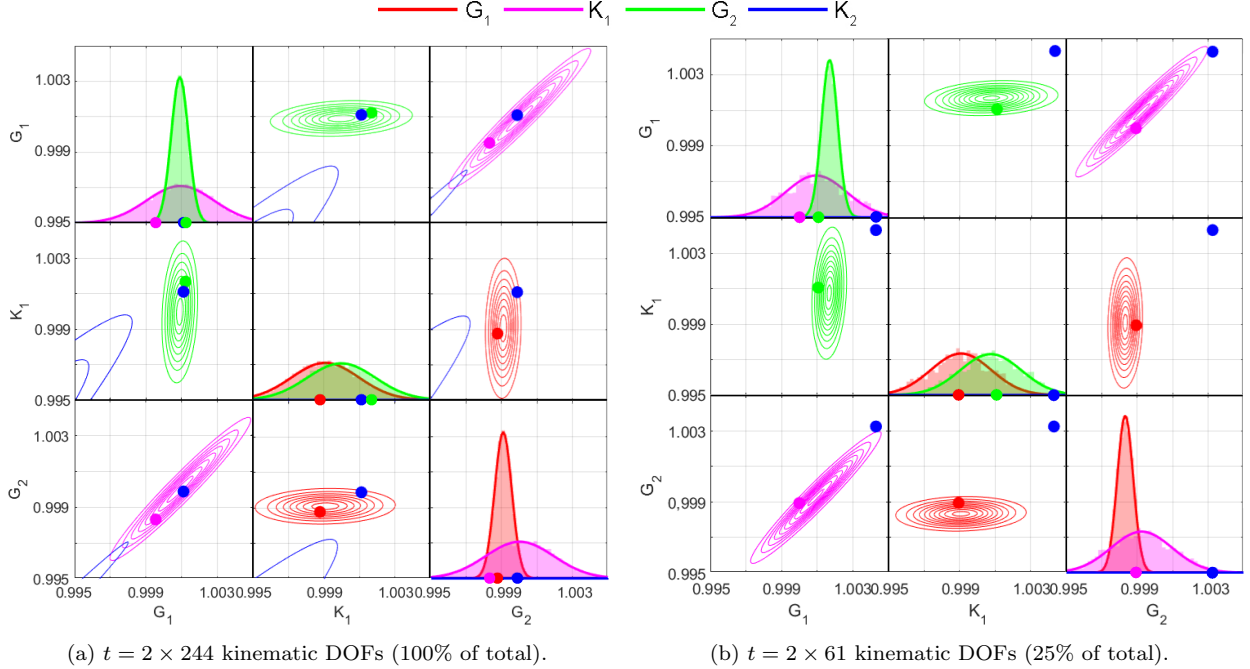 G1 K1 G2 K2
1.003
G1 0.999
0.995
1.003
K1 0.999
0.995
1.003
G2 0.999
0.995
0.995 0.999 1.003 0.995 0.999 1.003 0.995 0.999 1.003
G1 K1 G2
(a) t = 2 × 244 kinematic DOFs (100% of total).
1.003
G1 0.999
0.995
1.003
K1 0.999
0.995
1.003
G2 0.999
0.995
0.995 0.999 1.003 0.995 0.999 1.003 0.995 0.999 1.003
G1 K1 G2
(b) t = 2 × 61 kinematic DOFs (25% of total).